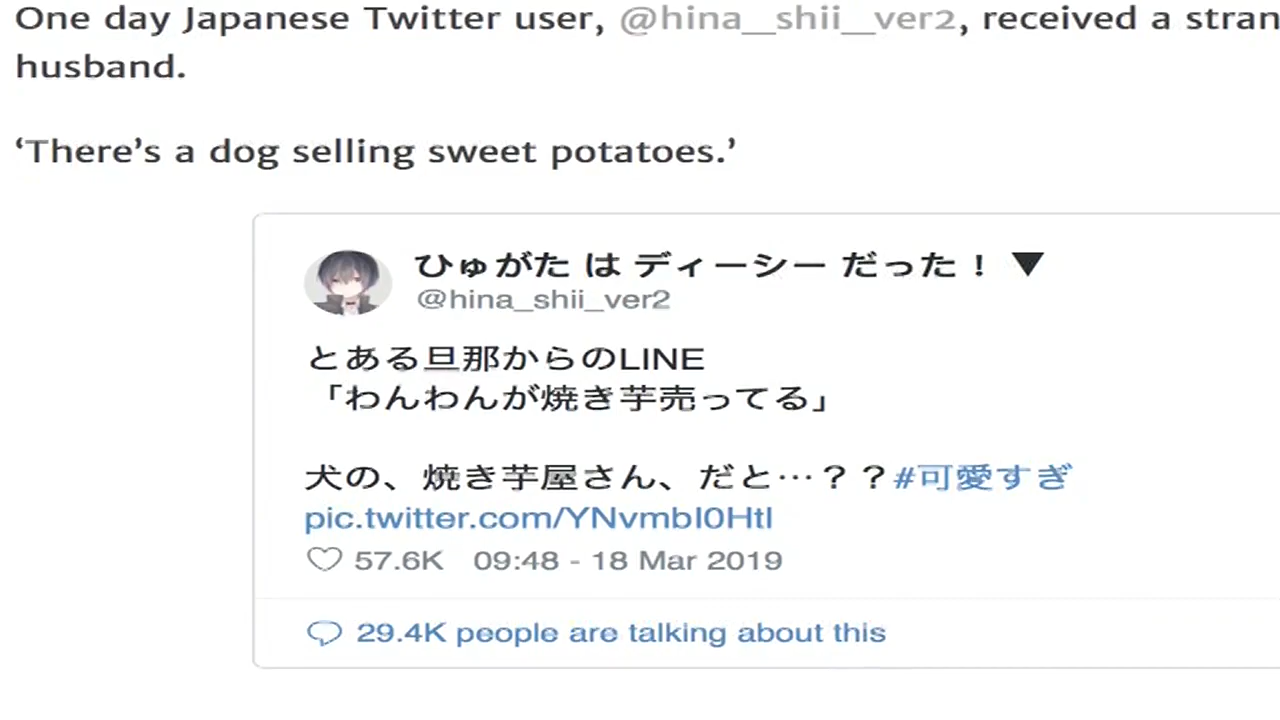 One day Japanese Twitter user, @hina__shii__ver2, received a stran
husband.
‘There’s a dog selling sweet potatoes.’
ひゅがた は ディーシー だった！ ▼
@hina_shii_ver2
とある旦那からのLINE
「わんわんが焼き芋売ってる」
犬の、焼き芋屋さん、だと…？？#可愛すぎ
pic.twitter.com/YNvmbI0HtI
57.6K 09:48 - 18 Mar 2019
29.4K people are talking about this